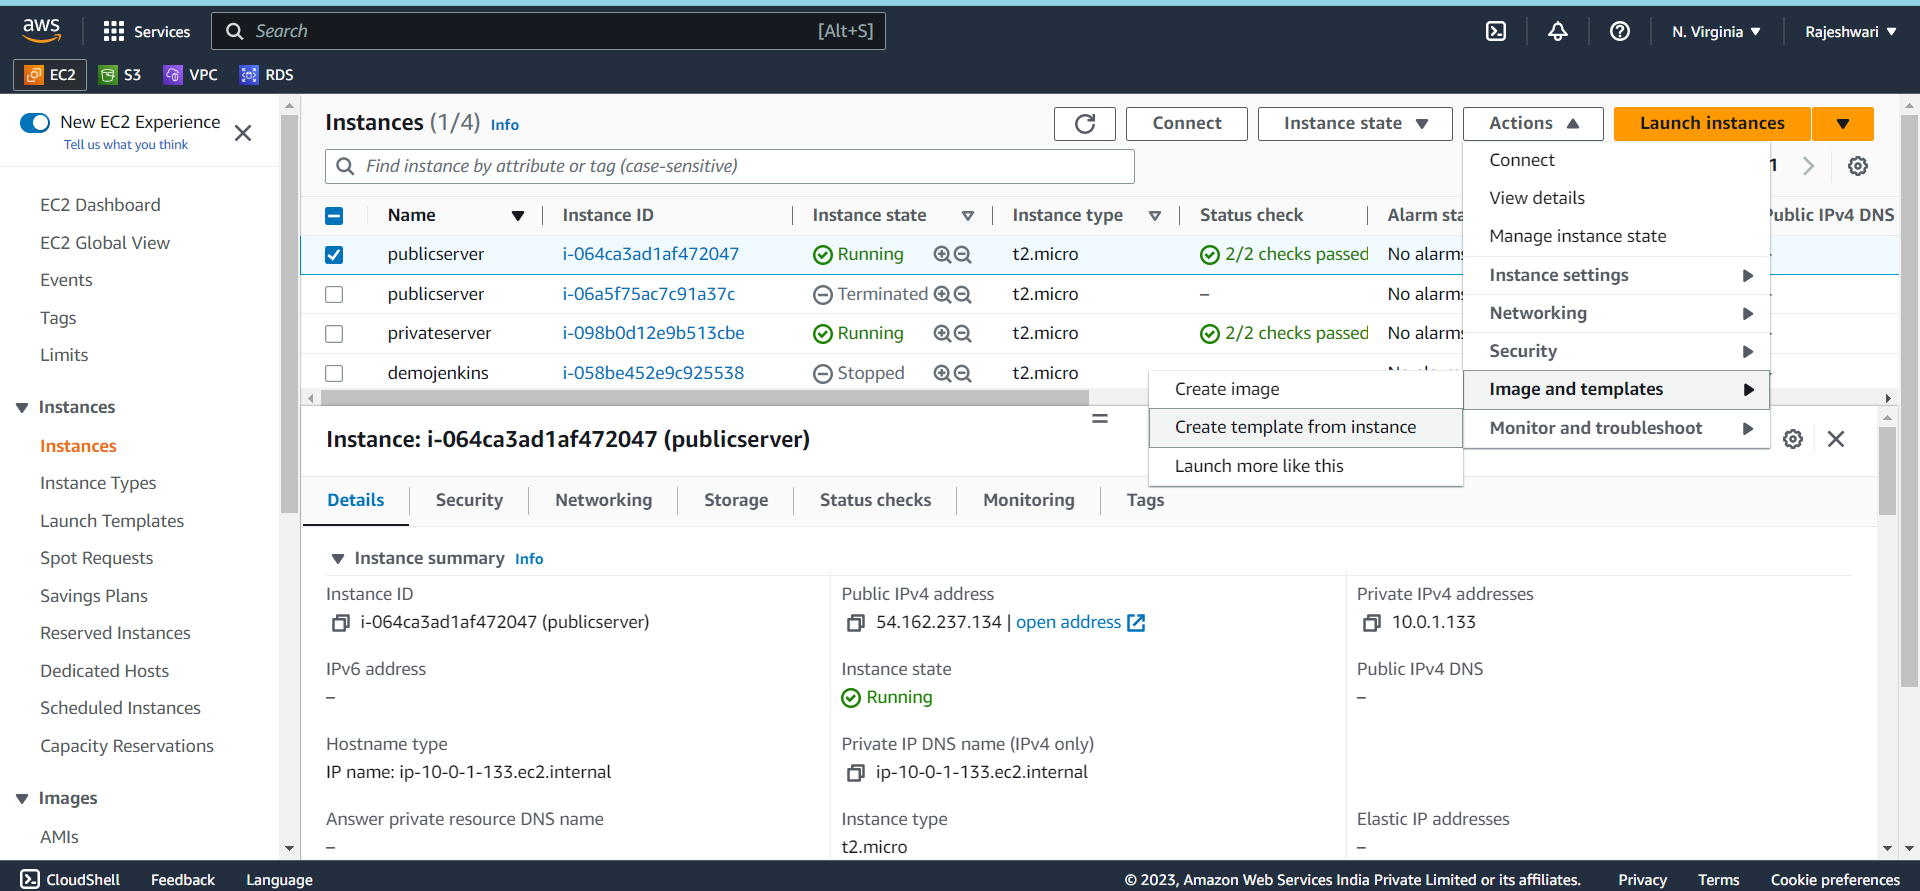 aws
Services
Search
[Alt+S]
N. Virginia
Rajeshwari
EC2
S3
VPC
RDS
New EC2 Experience
Tell us what you think
EC2 Dashboard
EC2 Global View
Events
Tags
Limits
Instances
Instances
Instance Types
Launch Templates
Spot Requests
Savings Plans
Reserved Instances
Dedicated Hosts
Scheduled Instances
Capacity Reservations
Images
AMIs
Instances (1/4) Info
Connect
Instance state
Actions
Launch instances
Find instance by attribute or tag (case-sensitive)
1
Name Instance ID Instance state Instance type Status check Alarm sta Public IPv4 DNS
publicserver i-064ca3ad1af472047 Running t2.micro 2/2 checks passed No alarms
publicserver i-06a5f75ac7c91a37c Terminated t2.micro – No alarms
privateserver i-098b0d12e9b513cbe Running t2.micro 2/2 checks passed No alarms
demojenkins i-058be452e9c925538 Stopped t2.micro
Connect
View details
Manage instance state
Instance settings
Networking
Security
Image and templates
Monitor and troubleshoot
Create image
Create template from instance
Launch more like this
Instance: i-064ca3ad1af472047 (publicserver)
Details Security Networking Storage Status checks Monitoring Tags
Instance summary Info
Instance ID
i-064ca3ad1af472047 (publicserver)
Public IPv4 address
54.162.237.134 | open address
Private IPv4 addresses
10.0.1.133
IPv6 address
–
Instance state
Running
Public IPv4 DNS
–
Hostname type
IP name: ip-10-0-1-133.ec2.internal
Private IP DNS name (IPv4 only)
ip-10-0-1-133.ec2.internal
Answer private resource DNS name
–
Instance type
t2.micro
Elastic IP addresses
–
CloudShell
Feedback
Language
© 2023, Amazon Web Services India Private Limited or its affiliates.
Privacy
Terms
Cookie preferences